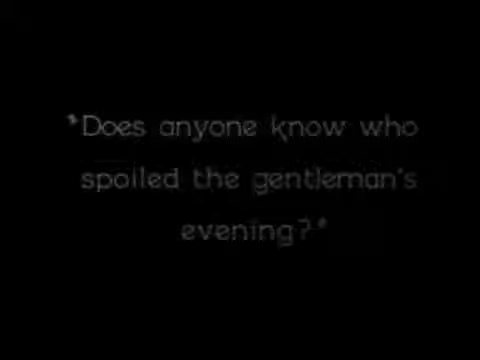 "Does anyone know who
spoiled the gentleman's
evening?"